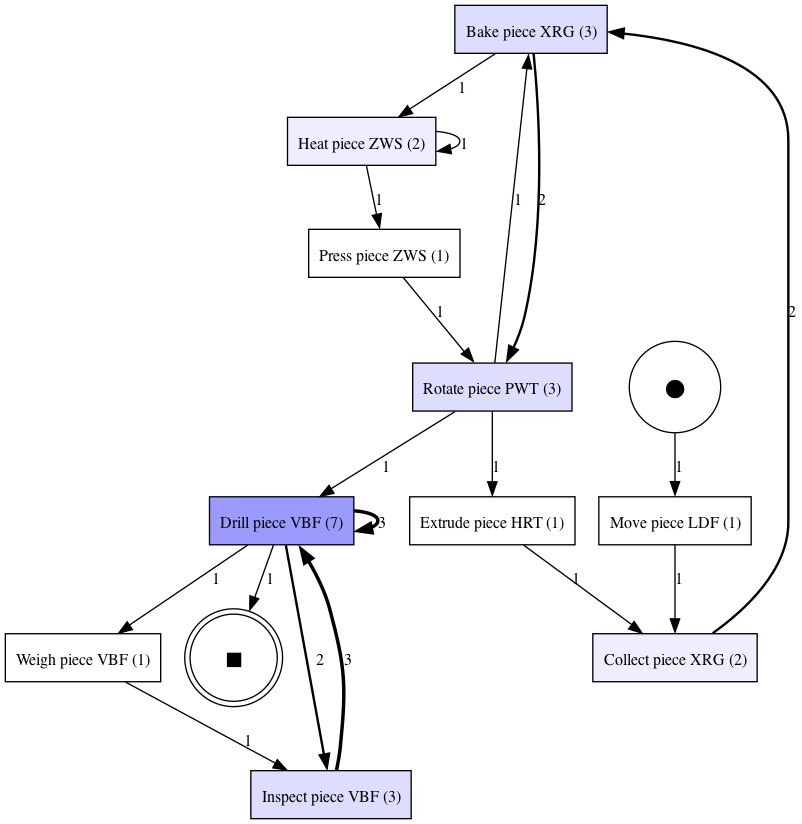 Bake piece XRG (3)
1
Heat piece ZWS (2)
1
1
1
2
Press piece ZWS (1)
1
2
Rotate piece PWT (3)
1
1
1
Drill piece VBF (7)
3
Extrude piece HRT (1)
Move piece LDF (1)
1
1
1
1
Weigh piece VBF (1)
2
3
Collect piece XRG (2)
1
Inspect piece VBF (3)